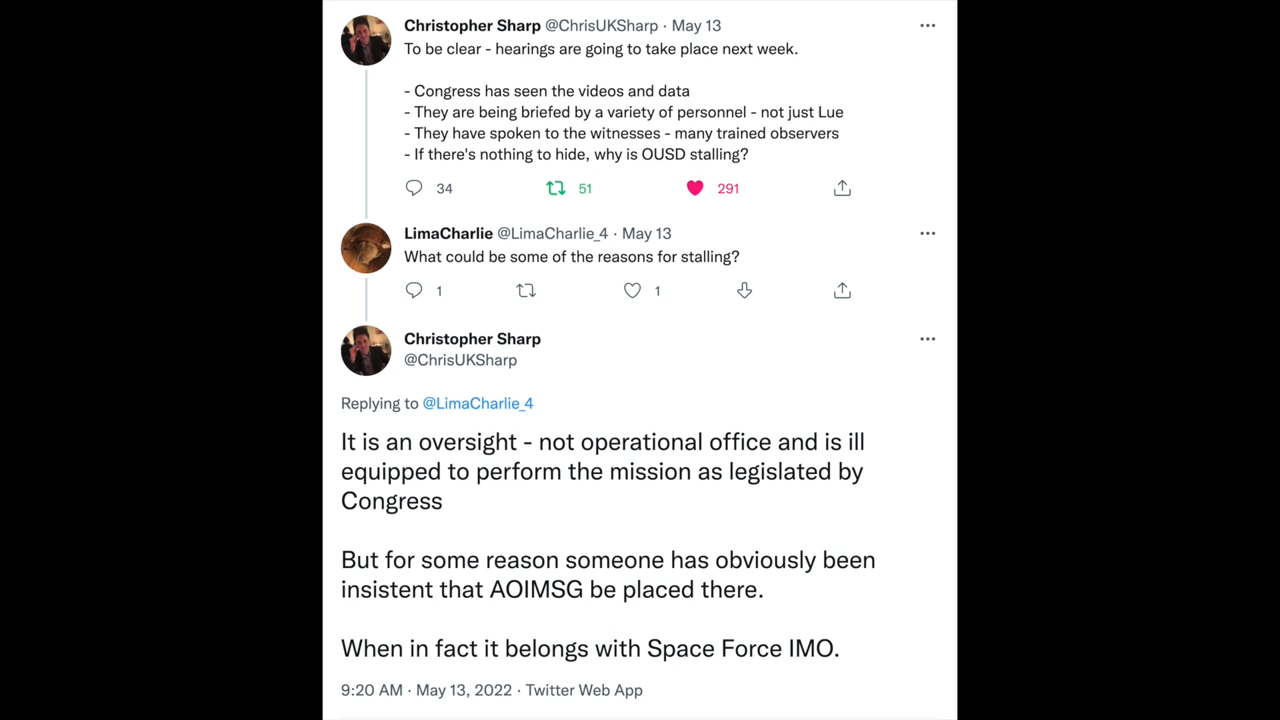 Christopher Sharp @ChrisUKSharp · May 13
To be clear - hearings are going to take place next week.
- Congress has seen the videos and data
- They are being briefed by a variety of personnel - not just Lue
- They have spoken to the witnesses - many trained observers
- If there's nothing to hide, why is OUSD stalling?
34 51 291
LimaCharlie @LimaCharlie_4 · May 13
What could be some of the reasons for stalling?
1 1
Christopher Sharp
@ChrisUKSharp
Replying to @LimaCharlie_4
It is an oversight - not operational office and is ill
equipped to perform the mission as legislated by
Congress
But for some reason someone has obviously been
insistent that AOIMSG be placed there.
When in fact it belongs with Space Force IMO.
9:20 AM · May 13, 2022 · Twitter Web App